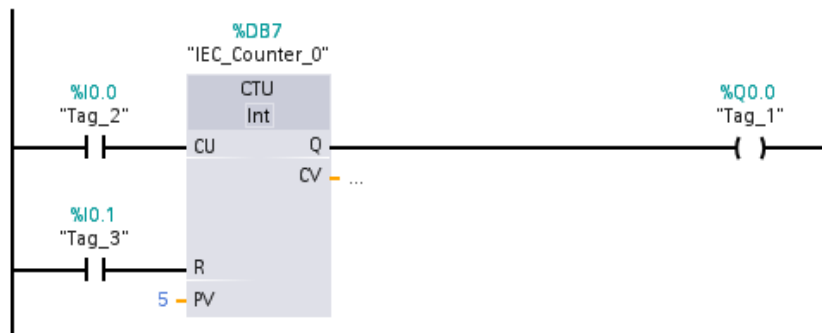 %DB7
"IEC_Counter_0"
%I0.0
"Tag_2"
CTU
Int
%Q0.0
"Tag_1"
CU
Q
CV
...
%I0.1
"Tag_3"
R
5
PV